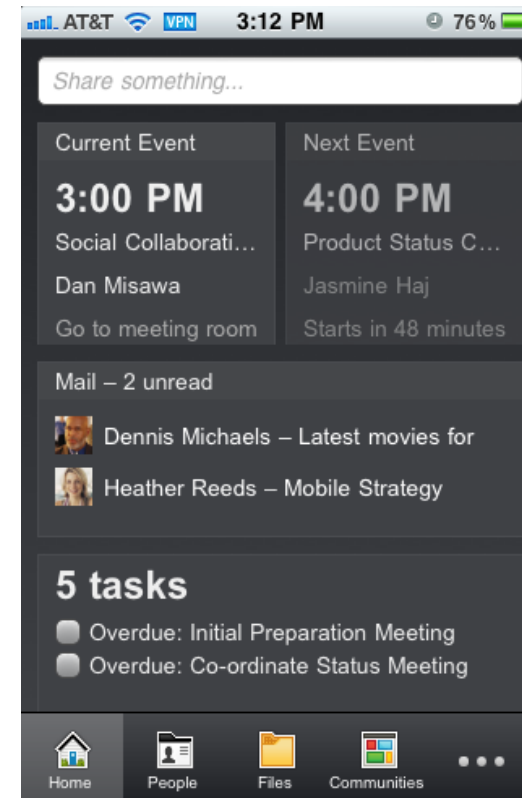 AT&T VPN 3:12 PM 76%
Share something...
Current Event
3:00 PM
Social Collaborati...
Dan Misawa
Go to meeting room
Next Event
4:00 PM
Product Status C...
Jasmine Haj
Starts in 48 minutes
Mail – 2 unread
Dennis Michaels – Latest movies for
Heather Reeds – Mobile Strategy
5 tasks
Overdue: Initial Preparation Meeting
Overdue: Co-ordinate Status Meeting
Home People Files Communities